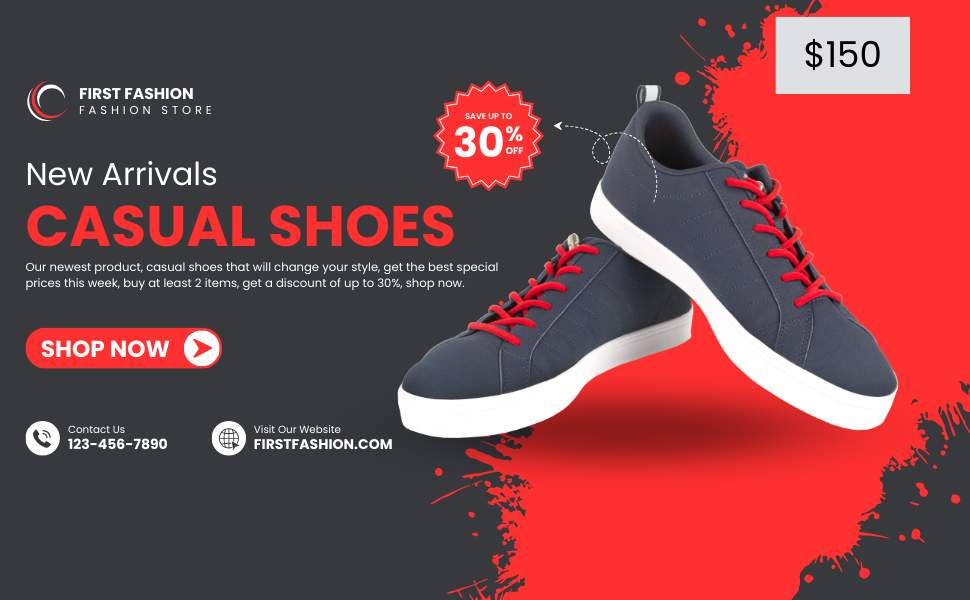 $150
FIRST FASHION
FASHION STORE
SAVE UP TO
30%
OFF
New Arrivals
CASUAL SHOES
Our newest product, casual shoes that will change your style, get the best special
prices this week, buy at least 2 items, get a discount of up to 30%, shop now.
SHOP NOW
Contact Us
123-456-7890
Visit Our Website
FIRSTFASHION.COM